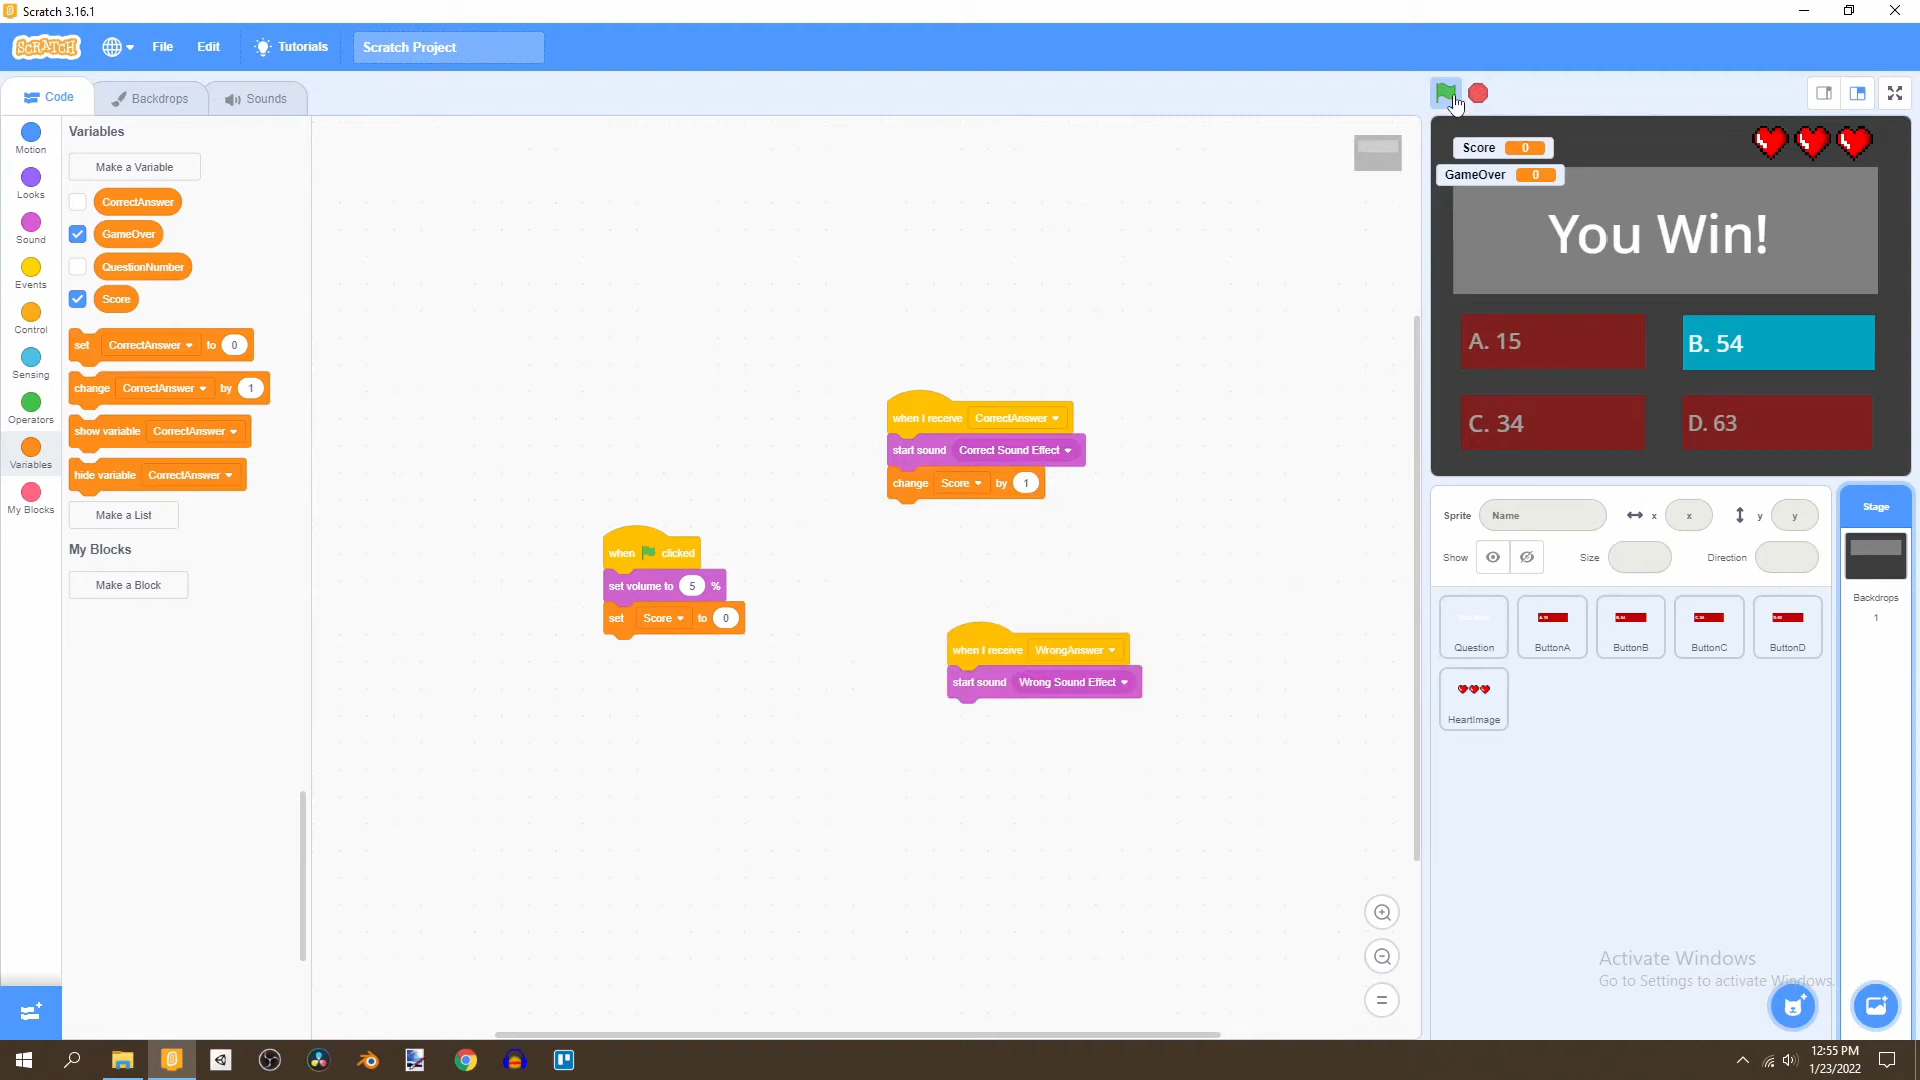 Scratch 3.16.1
SCRATCH File Edit Tutorials Scratch Project
Code Backdrops Sounds
Motion
Looks
Sound
Events
Control
Sensing
Operators
Variables
My Blocks
Variables
Make a Variable
CorrectAnswer
GameOver
QuestionNumber
Score
set CorrectAnswer to 0
change CorrectAnswer by 1
show variable CorrectAnswer
hide variable CorrectAnswer
Make a List
My Blocks
Make a Block
when I receive CorrectAnswer
start sound Correct Sound Effect
change Score by 1
when clicked
set volume to 5 %
set Score to 0
when I receive WrongAnswer
start sound Wrong Sound Effect
Score 0
GameOver 0
You Win!
A. 15
B. 54
C. 34
D. 63
Sprite Name x x y y
Show Size Direction
Question
ButtonA
ButtonB
ButtonC
ButtonD
HeartImage
Stage
Backdrops
1
Activate Windows
Go to Settings to activate Windows.
12:55 PM
1/23/2022